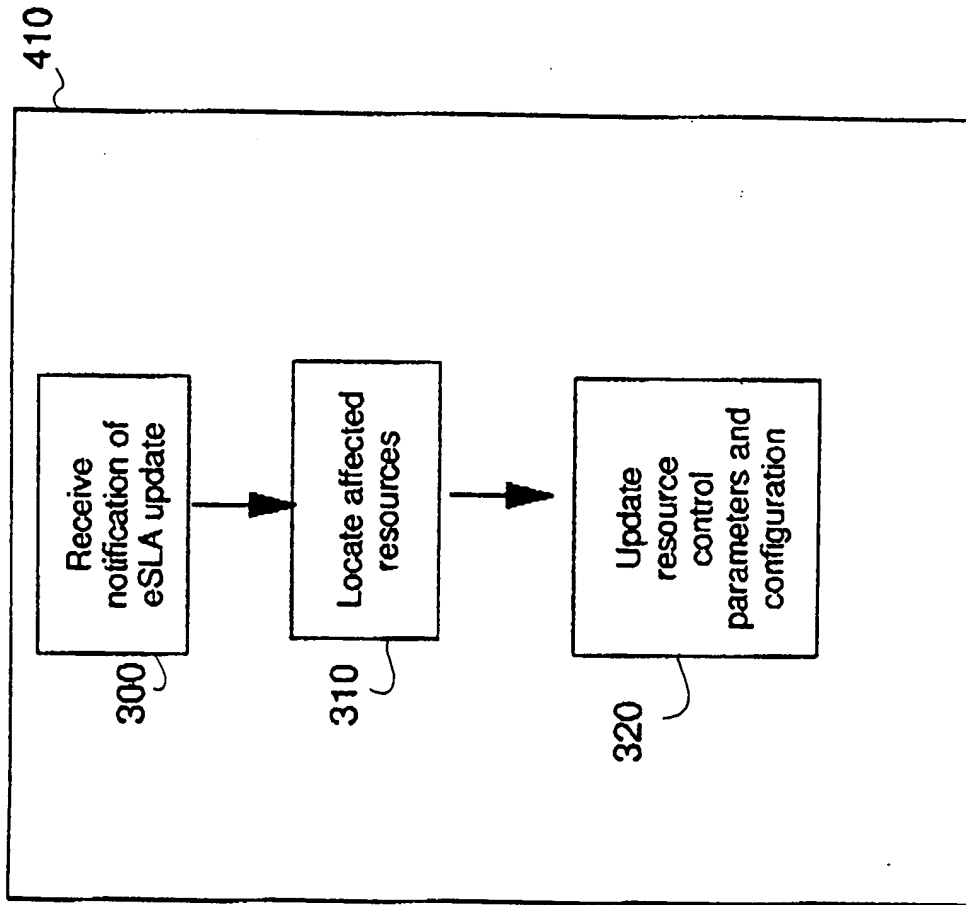 410
Receive
notification of
eSLA update
300
Locate affected
resources
310
Update
resource
control
parameters and
configuration
320